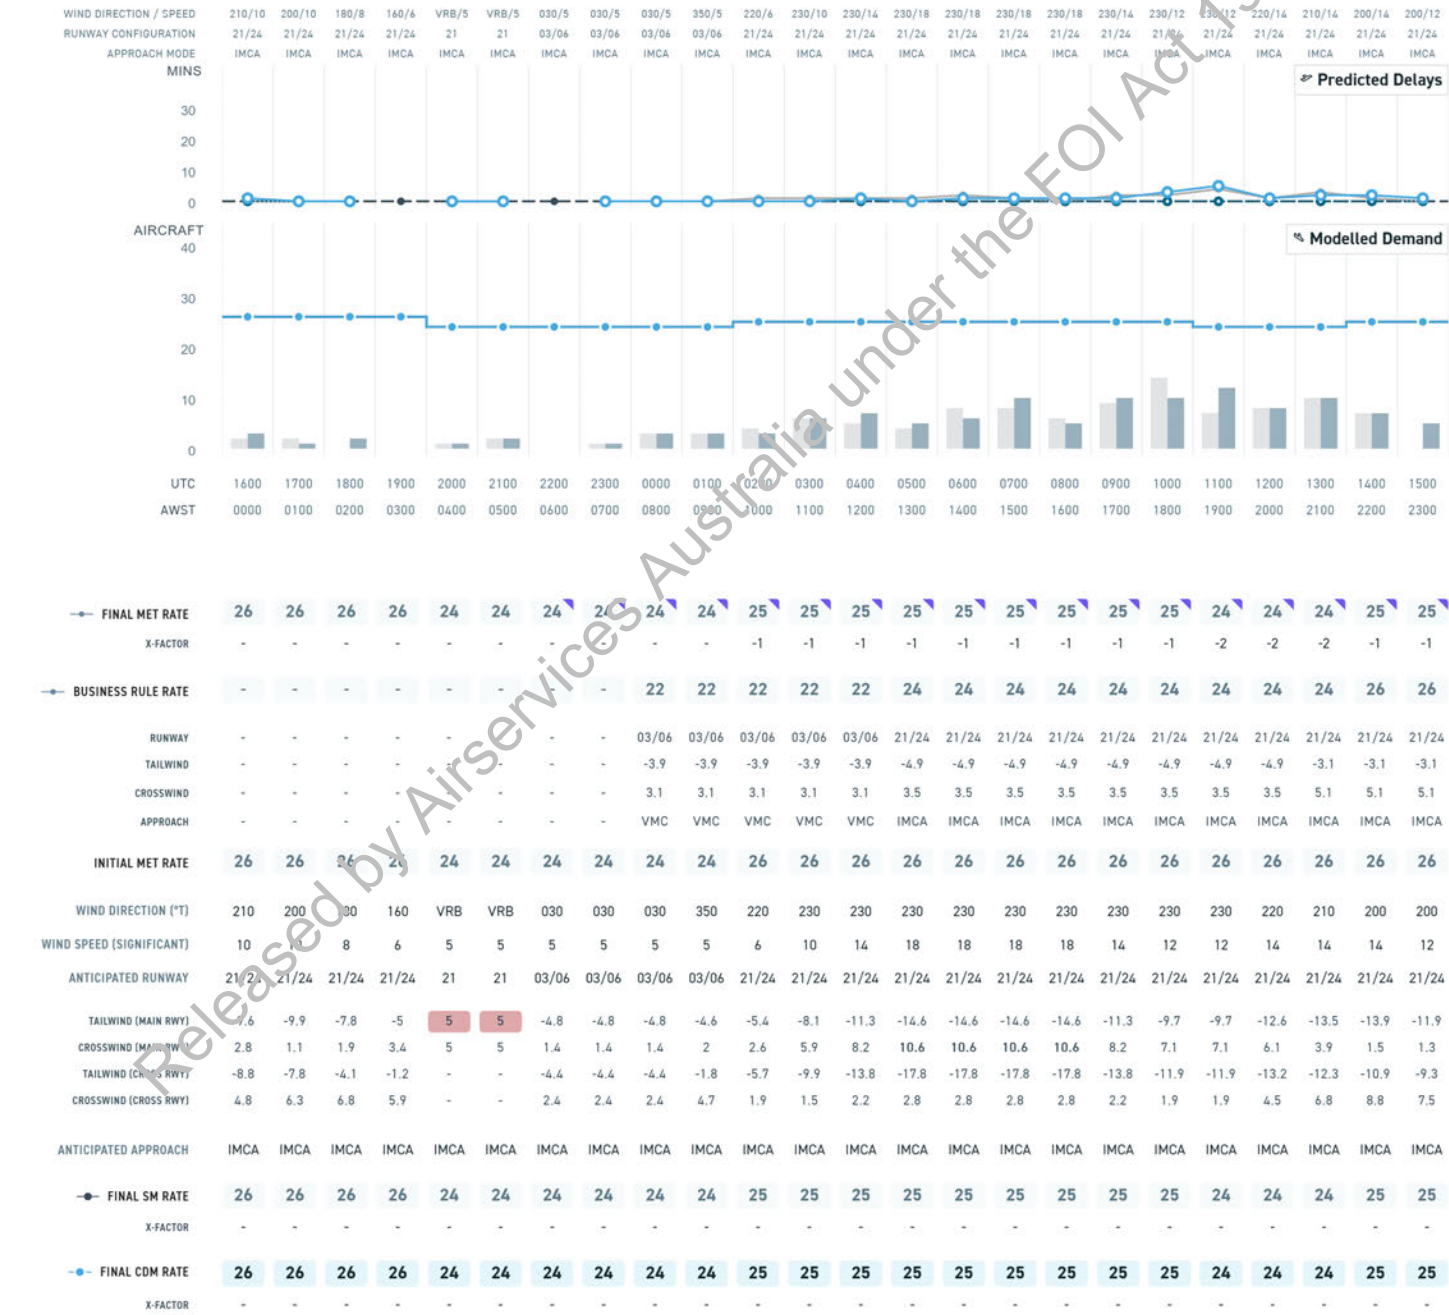 WIND DIRECTION / SPEED 210/10 200/10 180/8 160/6 VRB/5 VRB/5 030/5 030/5 030/5 350/5 220/6 230/10 230/14 230/18 230/18 230/18 230/18 230/14 230/12 230/12 220/14 210/14 200/14 200/12
RUNWAY CONFIGURATION 21/24 21/24 21/24 21/24 21 21 03/06 03/06 03/06 03/06 21/24 21/24 21/24 21/24 21/24 21/24 21/24 21/24 21/24 21/24 21/24 21/24 21/24 21/24
APPROACH MODE IMCA IMCA IMCA IMCA IMCA IMCA IMCA IMCA IMCA IMCA IMCA IMCA IMCA IMCA IMCA IMCA IMCA IMCA IMCA IMCA IMCA IMCA IMCA IMCA
MINS
Predicted Delays
30
20
10
0
AIRCRAFT
Modelled Demand
40
30
20
10
0
UTC 1600 1700 1800 1900 2000 2100 2200 2300 0000 0100 0200 0300 0400 0500 0600 0700 0800 0900 1000 1100 1200 1300 1400 1500
AWST 0000 0100 0200 0300 0400 0500 0600 0700 0800 0900 1000 1100 1200 1300 1400 1500 1600 1700 1800 1900 2000 2100 2200 2300
FINAL MET RATE 26 26 26 26 24 24 24 24 24 24 25 25 25 25 25 25 25 25 25 24 24 24 25 25
X-FACTOR - - - - - - - - - - -1 -1 -1 -1 -1 -1 -1 -1 -1 -2 -2 -2 -1 -1
BUSINESS RULE RATE - - - - - - - - 22 22 22 22 22 24 24 24 24 24 24 24 24 24 26 26
RUNWAY - - - - - - - - 03/06 03/06 03/06 03/06 03/06 21/24 21/24 21/24 21/24 21/24 21/24 21/24 21/24 21/24 21/24 21/24
TAILWIND - - - - - - - - -3.9 -3.9 -3.9 -3.9 -3.9 -4.9 -4.9 -4.9 -4.9 -4.9 -4.9 -4.9 -4.9 -3.1 -3.1 -3.1
CROSSWIND - - - - - - - - 3.1 3.1 3.1 3.1 3.1 3.5 3.5 3.5 3.5 3.5 3.5 3.5 3.5 5.1 5.1 5.1
APPROACH - - - - - - - - VMC VMC VMC VMC VMC IMCA IMCA IMCA IMCA IMCA IMCA IMCA IMCA IMCA IMCA IMCA
INITIAL MET RATE 26 26 26 26 24 24 24 24 24 24 26 26 26 26 26 26 26 26 26 26 26 26 26 26
WIND DIRECTION (°T) 210 200 160 VRB VRB 030 030 030 350 220 230 230 230 230 230 230 230 230 230 220 210 200 200
WIND SPEED (SIGNIFICANT) 10 8 6 5 5 5 5 5 5 6 10 14 18 18 18 18 14 12 12 14 14 14 12
ANTICIPATED RUNWAY 21/24 21/24 21/24 21/24 21 21 03/06 03/06 03/06 03/06 21/24 21/24 21/24 21/24 21/24 21/24 21/24 21/24 21/24 21/24 21/24 21/24 21/24 21/24
TAILWIND (MAIN RWY) -9.9 -7.8 -5 5 5 -4.8 -4.8 -4.8 -4.6 -5.4 -8.1 -11.3 -14.6 -14.6 -14.6 -14.6 -11.3 -9.7 -9.7 -12.6 -13.5 -13.9 -11.9
CROSSWIND (MAIN RWY) 2.8 1.1 1.9 3.4 5 5 1.4 1.4 1.4 2 2.6 5.9 8.2 10.6 10.6 10.6 10.6 8.2 7.1 7.1 6.1 3.9 1.5 1.3
TAILWIND (CROSS RWY) -8.8 -7.8 -4.1 -1.2 - - -4.4 -4.4 -4.4 -1.8 -5.7 -9.9 -13.8 -17.8 -17.8 -17.8 -17.8 -13.8 -11.9 -11.9 -13.2 -12.3 -10.9 -9.3
CROSSWIND (CROSS RWY) 4.8 6.3 6.8 5.9 - - 2.4 2.4 2.4 4.7 1.9 1.5 2.2 2.8 2.8 2.8 2.8 2.2 1.9 1.9 4.5 6.8 8.8 7.5
ANTICIPATED APPROACH IMCA IMCA IMCA IMCA IMCA IMCA IMCA IMCA IMCA IMCA IMCA IMCA IMCA IMCA IMCA IMCA IMCA IMCA IMCA IMCA IMCA IMCA IMCA IMCA
FINAL SM RATE 26 26 26 26 24 24 24 24 24 24 25 25 25 25 25 25 25 25 25 24 24 24 25 25
X-FACTOR - - - - - - - - - - - - - - - - - - - - - - - -
FINAL CDM RATE 26 26 26 26 24 24 24 24 24 24 25 25 25 25 25 25 25 25 25 24 24 24 25 25
X-FACTOR - - - - - - - - - - - - - - - - - - - - - - - -
Released by Airservices Australia under the FOI Act